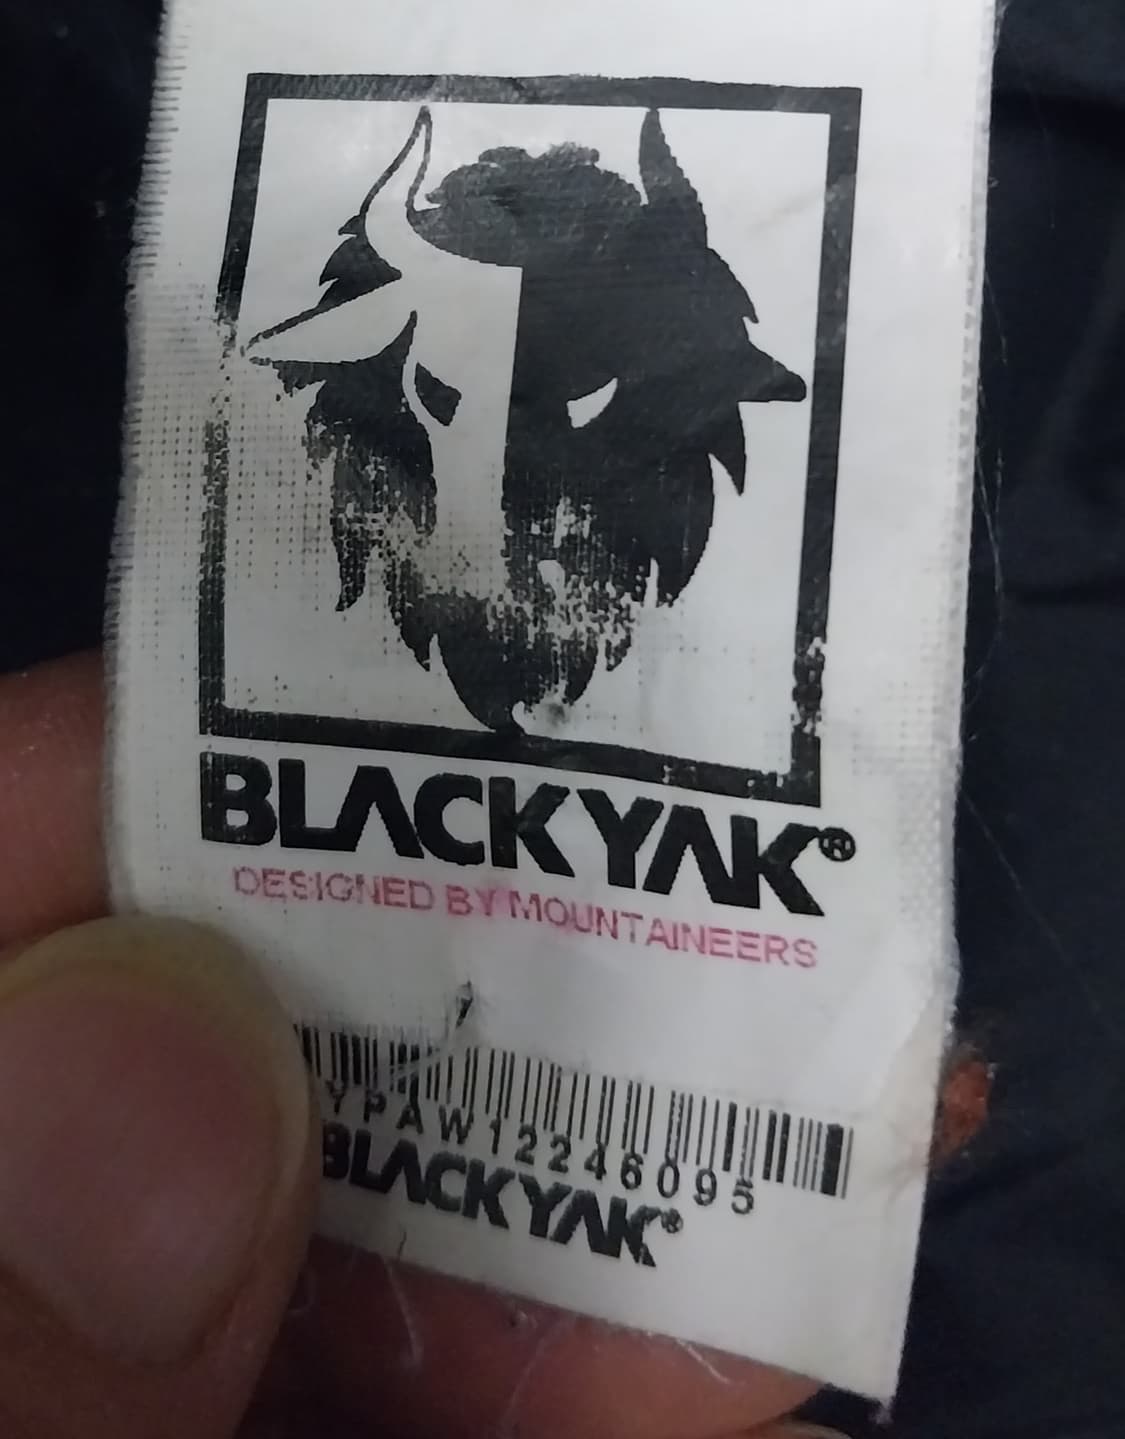 BLACKYAK®
DESIGNED BY MOUNTAINEERS
YPAW12246095
BLACKYAK®